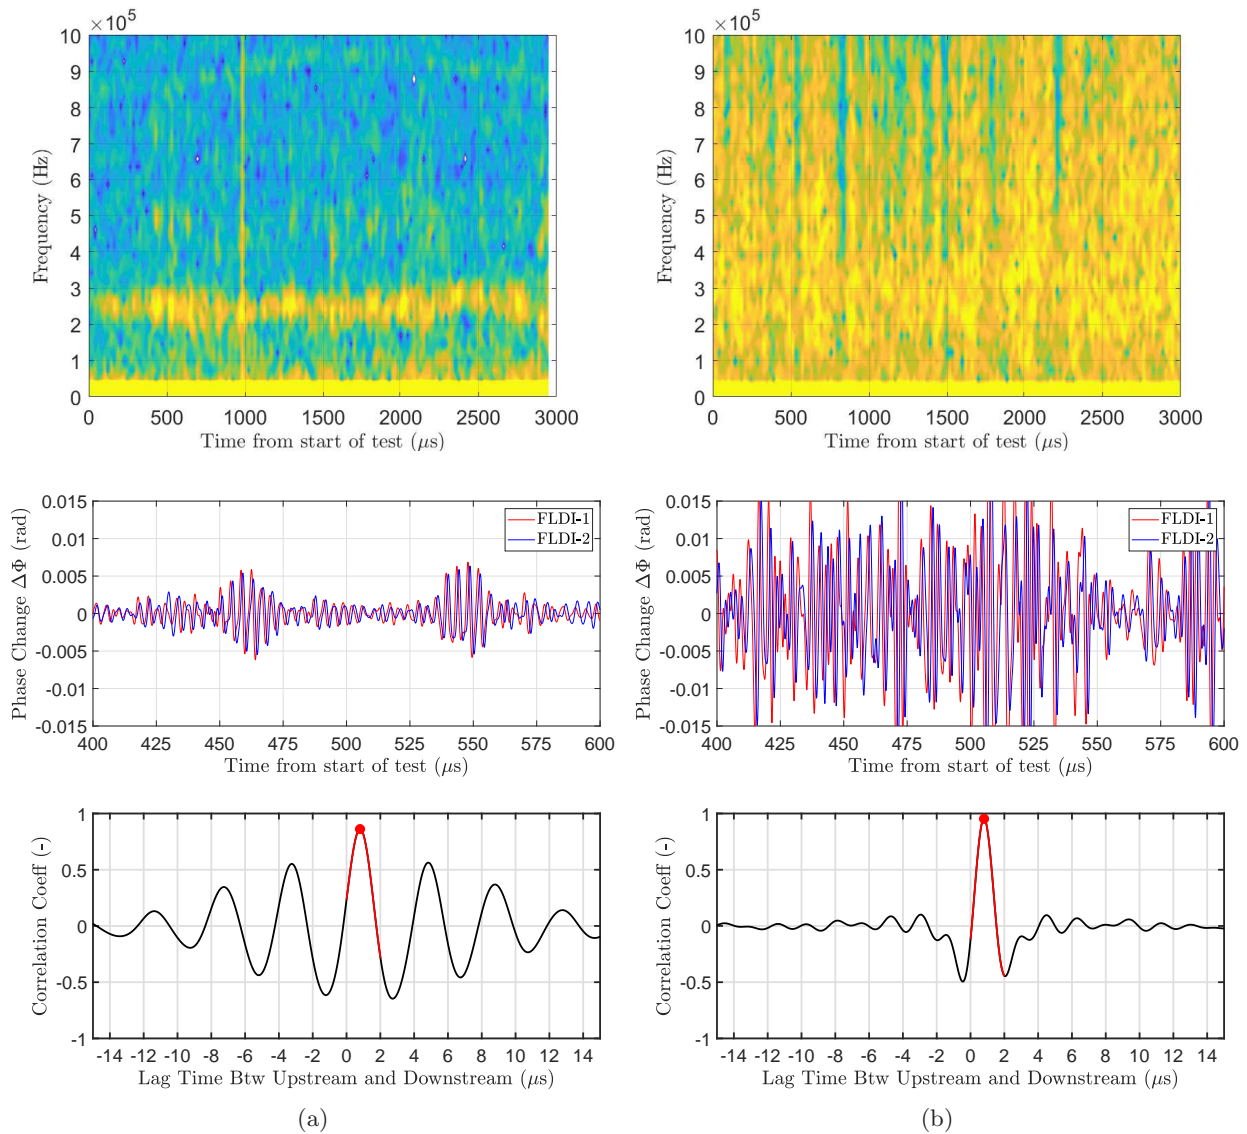 ×10⁵ ×10⁵
10 10
9 9
8 8
7 7
6 6
5 5
4 4
3 3
2 2
1 1
0 0
Frequency (Hz) Frequency (Hz)
0 500 1000 1500 2000 2500 3000 0 500 1000 1500 2000 2500 3000
Time from start of test (μs) Time from start of test (μs)
0.015 0.015
0.01 0.01
0.005 0.005
0 0
-0.005 -0.005
-0.01 -0.01
-0.015 -0.015
Phase Change ΔΦ (rad) Phase Change ΔΦ (rad)
FLDI-1 FLDI-1
FLDI-2 FLDI-2
400 425 450 475 500 525 550 575 600 400 425 450 475 500 525 550 575 600
Time from start of test (μs) Time from start of test (μs)
1 1
0.5 0.5
0 0
-0.5 -0.5
-1 -1
Correlation Coeff (-) Correlation Coeff (-)
-14 -12 -10 -8 -6 -4 -2 0 2 4 6 8 10 12 14 -14 -12 -10 -8 -6 -4 -2 0 2 4 6 8 10 12 14
Lag Time Btw Upstream and Downstream (μs) Lag Time Btw Upstream and Downstream (μs)
(a) (b)